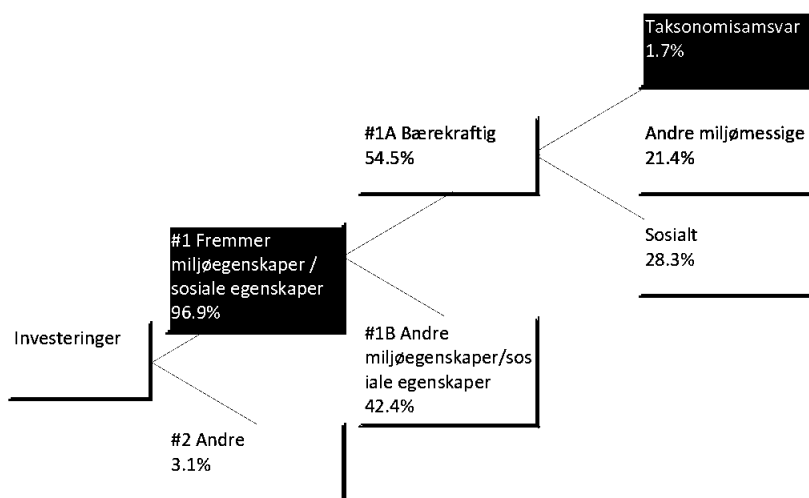 Taksonomisamsvar
1.7%
#1A Bærekraftig
54.5%
Andre miljømessige
21.4%
#1 Fremmer
miljøegenskaper /
sosiale egenskaper
96.9%
Sosialt
28.3%
Investeringer
#1B Andre
miljøegenskaper/sos
iale egenskaper
42.4%
#2 Andre
3.1%